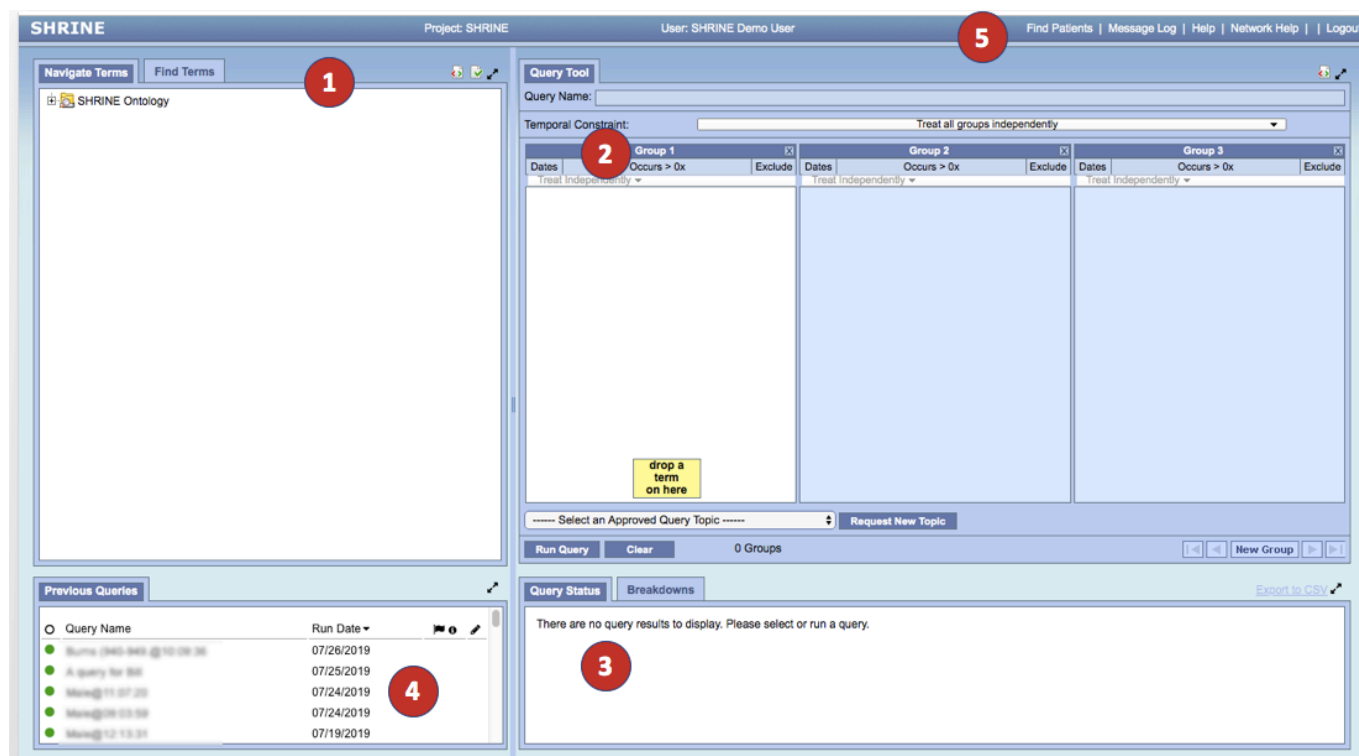 SHRINE Project: SHRINE User: SHRINE Demo User Find Patients | Message Log | Help | Network Help | | Logout
5
Navigate Terms Find Terms
1
SHRINE Ontology
Query Tool
Query Name:
Temporal Constraint: Treat all groups independently
2
Group 1 Group 2 Group 3
Dates Occurs > 0x Exclude Dates Occurs > 0x Exclude Dates Occurs > 0x Exclude
Treat Independently Treat Independently Treat Independently
drop a
term
on here
------ Select an Approved Query Topic ------ Request New Topic
Run Query Clear 0 Groups New Group
Previous Queries
Query Name Run Date
07/26/2019
07/25/2019
07/24/2019
07/24/2019
07/19/2019
4
Query Status Breakdowns Export to CSV
There are no query results to display. Please select or run a query.
3